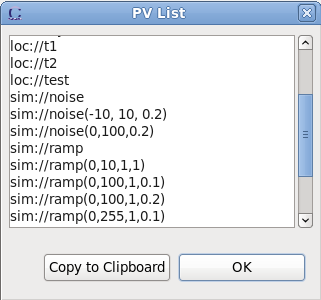 PV List
loc://t1
loc://t2
loc://test
sim://noise
sim://noise(-10, 10, 0.2)
sim://noise(0,100,0.2)
sim://ramp
sim://ramp(0,10,1,1)
sim://ramp(0,100,1,0.1)
sim://ramp(0,100,1,0.2)
sim://ramp(0,255,1,0.1)
Copy to Clipboard
OK